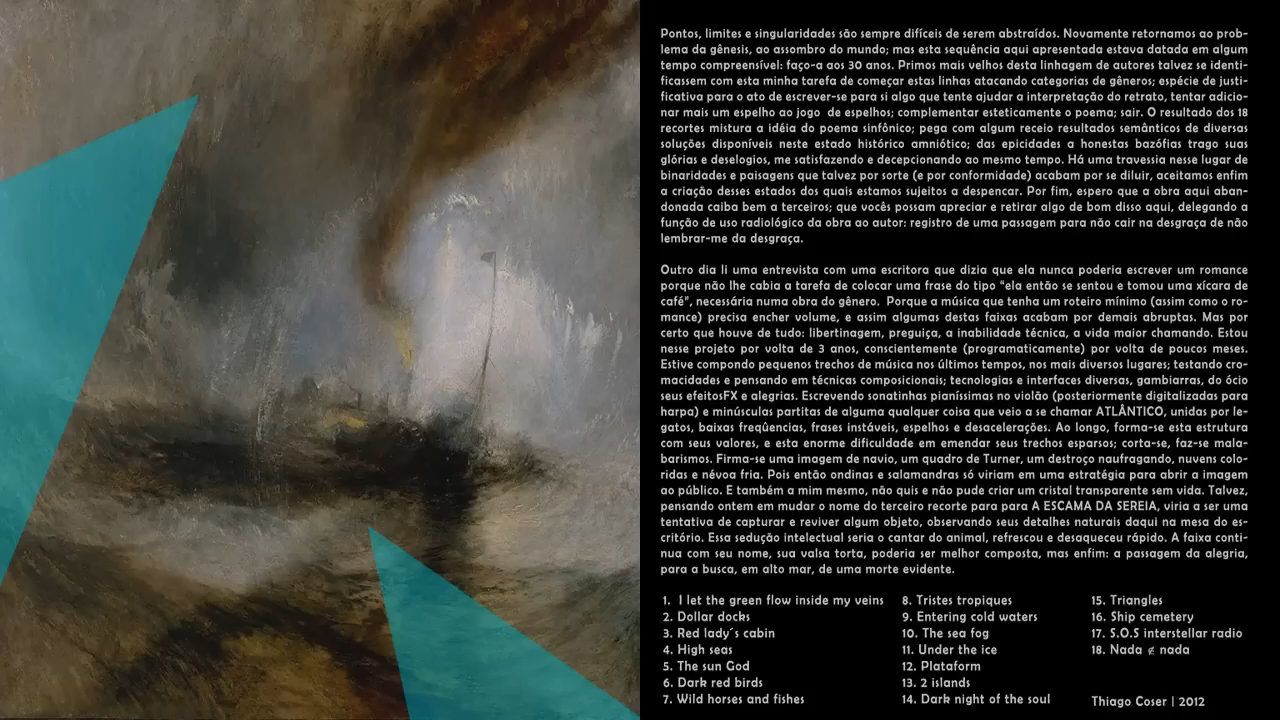 Pontos, limites e singularidades são sempre difíceis de serem abstraídos. Novamente retornamos ao prob-
lema da gênesis, ao assombro do mundo; mas esta sequência aqui apresentada estava datada em algum
tempo compreensível: faço-a aos 30 anos. Primos mais velhos desta linhagem de autores talvez se identi-
ficassem com esta minha tarefa de começar estas linhas atacando categorias de gêneros; espécie de justi-
ficativa para o ato de escrever-se para si algo que tente ajudar a interpretação do retrato, tentar adicio-
nar mais um espelho ao jogo de espelhos; complementar esteticamente o poema; sair. O resultado dos 18
recortes mistura a idéia do poema sinfônico; pega com algum receio resultados semânticos de diversas
soluções disponíveis neste estado histórico amniótico; das epicidades a honestas bazófias trago suas
glórias e deselogios, me satisfazendo e decepcionando ao mesmo tempo. Há uma travessia nesse lugar de
binaridades e paisagens que talvez por sorte (e por conformidade) acabam por se diluir, aceitamos enfim
a criação desses estados dos quais estamos sujeitos a despencar. Por fim, espero que a obra aqui aban-
donada caiba bem a terceiros; que vocês possam apreciar e retirar algo de bom disso aqui, delegando a
função de uso radiológico da obra ao autor: registro de uma passagem para não cair na desgraça de não
lembrar-me da desgraça.
Outro dia li uma entrevista com uma escritora que dizia que ela nunca poderia escrever um romance
porque não lhe cabia a tarefa de colocar uma frase do tipo "ela então se sentou e tomou uma xícara de
café", necessária numa obra do gênero. Porque a música que tenha um roteiro mínimo (assim como o ro-
mance) precisa encher volume, e assim algumas destas faixas acabam por demais abruptas. Mas por
certo que houve de tudo: libertinagem, preguiça, a inabilidade técnica, a vida maior chamando. Estou
nesse projeto por volta de 3 anos, conscientemente (programaticamente) por volta de poucos meses.
Estive compondo pequenos trechos de música nos últimos tempos, nos mais diversos lugares; testando cro-
macidades e pensando em técnicas composicionais; tecnologias e interfaces diversas, gambiarras, do ócio
seus efeitosFX e alegria. Escrevendo sonatinhas pianíssimas no violão (posteriormente digitalizadas para
harpa) e minúsculas partitas de alguma qualquer coisa que veio a se chamar ATLÂNTICO, unidas por le-
gatos, baixas freqûencias, frases instáveis, espelhos e desacelerações. Ao longo, forma-se esta estrutura
com seus valores, e esta enorme dificuldade em emendar seus trechos esparsos; corta-se, faz-se mala-
barismos. Firma-se uma imagem de navio, um quadro de Turner, um destroço naufragando, nuvens colo-
ridas e névoa fria. Pois então ondinas e salamandras só viriam em uma estratégia para abrir a imagem
ao público. E também a mim mesmo, não quis e não pude criar um cristal transparente sem vida. Talvez,
pensando ontem em mudar o nome do terceiro recorte para para A ESCAMA DA SEREIA, viria a ser uma
tentativa de capturar e reviver algum objeto, observando seus detalhes naturais daqui na mesa do es-
critório. Essa sedução intelectual seria o cantar do animal, refrescou e desaqueceu rápido. A faixa conti-
nua com seu nome, sua valsa torta, poderia ser melhor composta, mas enfim: a passagem da alegria,
para a busca, em alto mar, de uma morte evidente.
1. I let the green flow inside my veins
2. Dollar docks
3. Red lady´s cabin
4. High seas
5. The sun God
6. Dark red birds
7. Wild horses and fishes
8. Tristes tropiques
9. Entering cold waters
10. The sea fog
11. Under the ice
12. Plataform
13. 2 islands
14. Dark night of the soul
15. Triangles
16. Ship cemetery
17. S.O.S interstellar radio
18. Nada ∉ nada
Thiago Coser | 2012